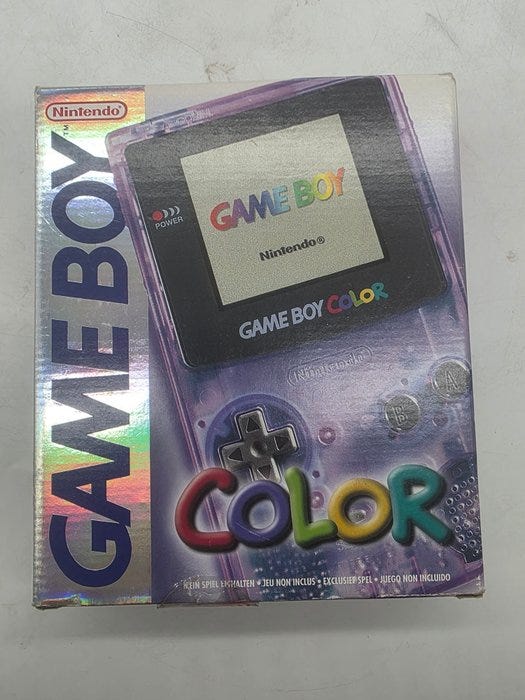 Nintendo®
GAME BOY™
POWER
GAME BOY
Nintendo®
GAME BOY COLOR
Nintendo
A
B
COLOR
KEIN SPIEL ENTHALTEN • JEU NON INCLUS • EXCLUSIEF SPEL • JUEGO NON INCLUIDO